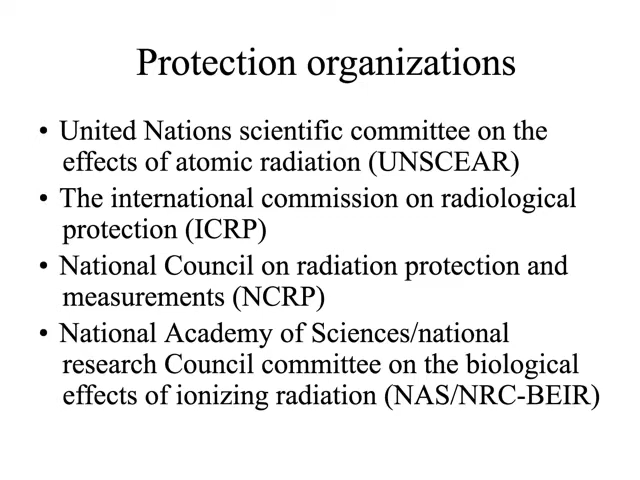 Protection organizations
• United Nations scientific committee on the
effects of atomic radiation (UNSCEAR)
• The international commission on radiological
protection (ICRP)
• National Council on radiation protection and
measurements (NCRP)
• National Academy of Sciences/national
research Council committee on the biological
effects of ionizing radiation (NAS/NRC-BEIR)